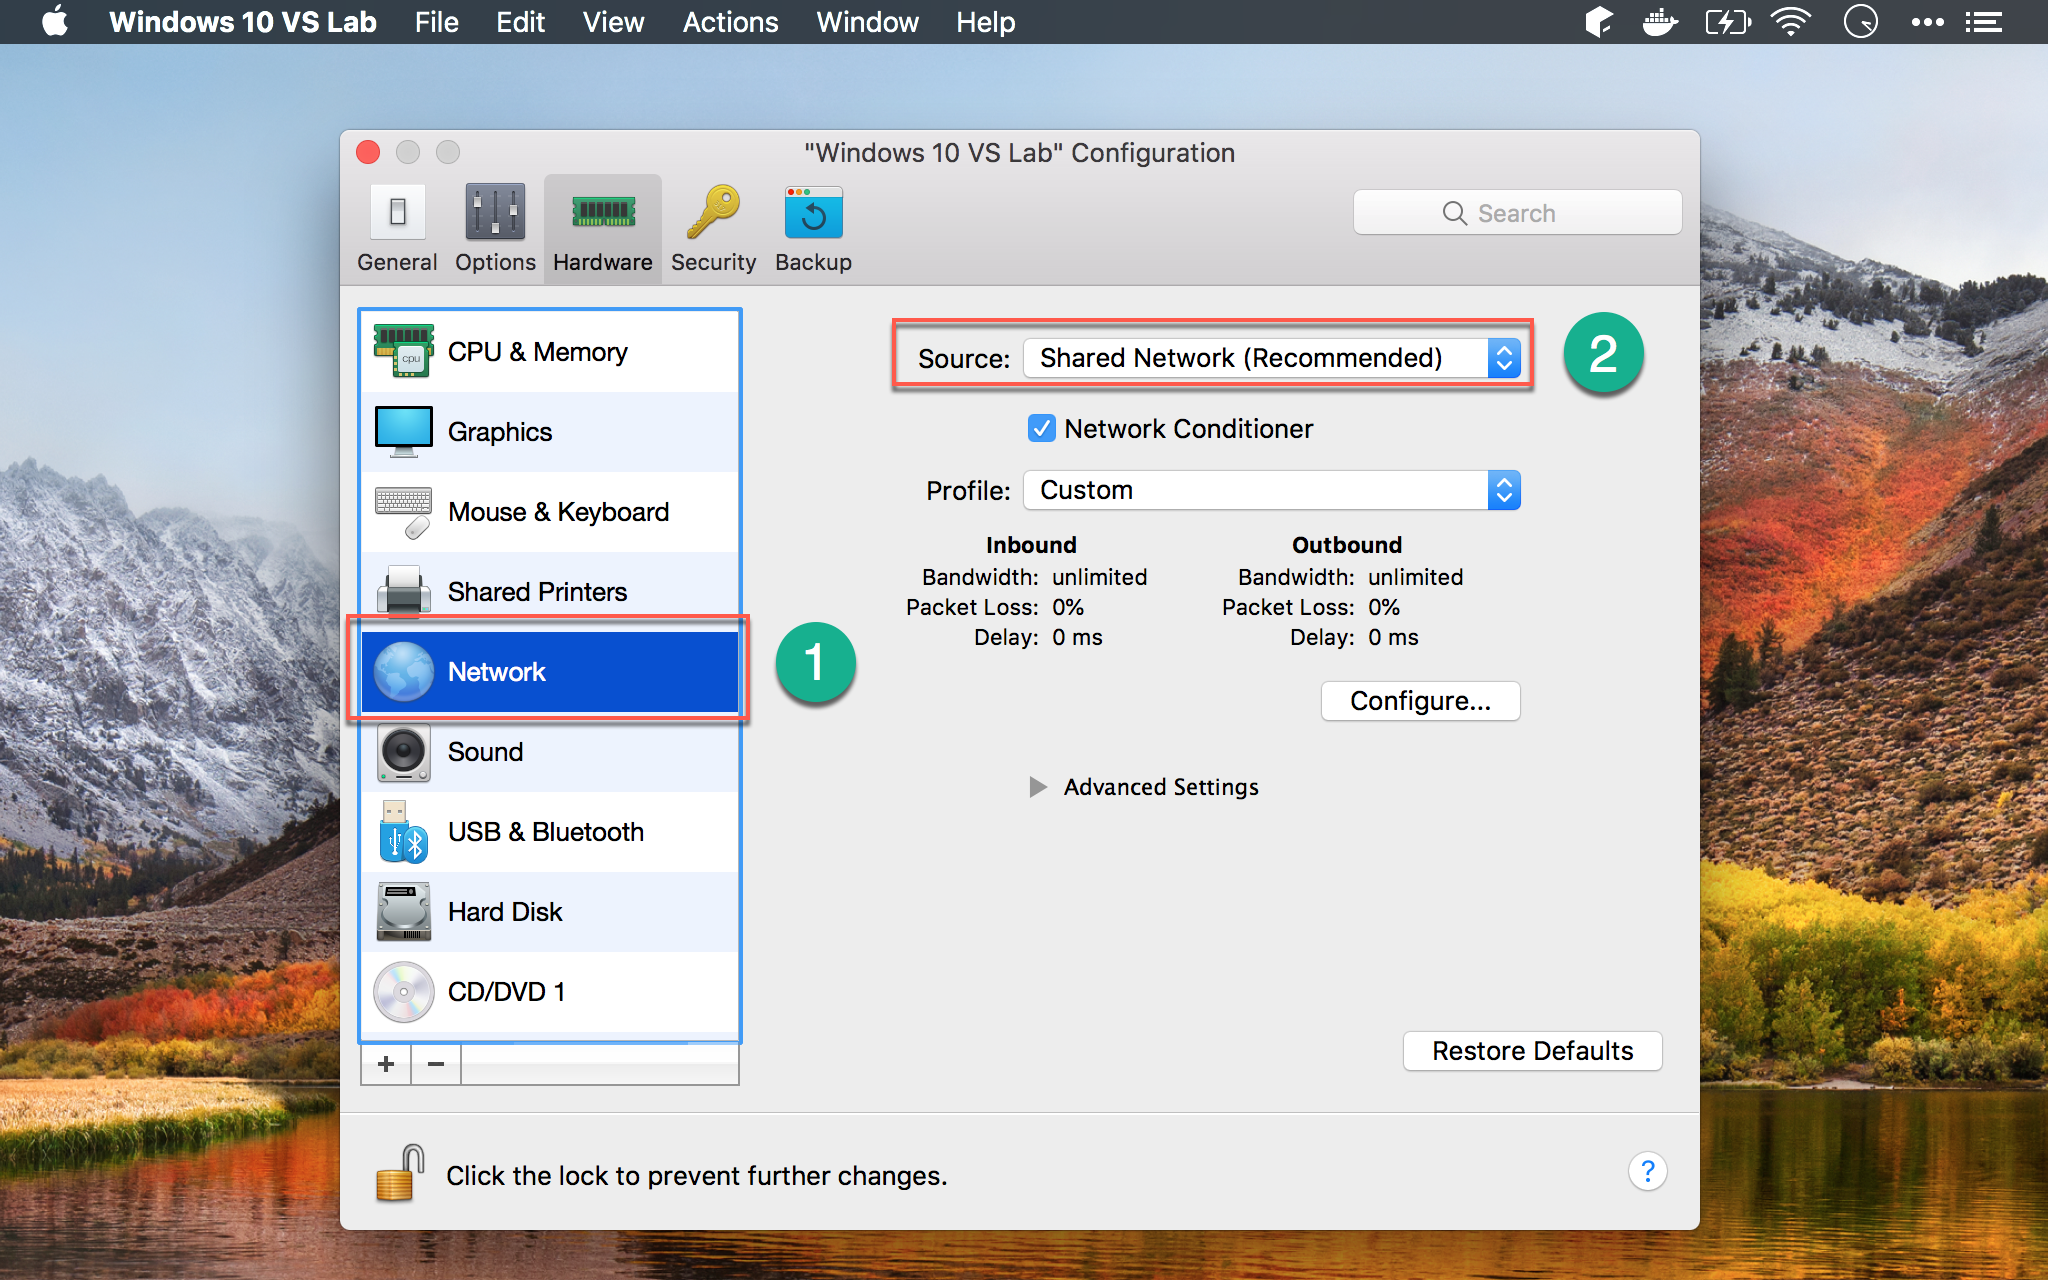 Windows 10 VS Lab File Edit View Actions Window Help
"Windows 10 VS Lab" Configuration
General Options Hardware Security Backup
Search
CPU & Memory
cpu
Graphics
Mouse & Keyboard
Shared Printers
Network
Sound
USB & Bluetooth
Hard Disk
CD/DVD 1
+ −
1
Source: Shared Network (Recommended)
2
Network Conditioner
Profile: Custom
Inbound Outbound
Bandwidth: unlimited Bandwidth: unlimited
Packet Loss: 0% Packet Loss: 0%
Delay: 0 ms Delay: 0 ms
Configure...
Advanced Settings
Restore Defaults
Click the lock to prevent further changes.
?